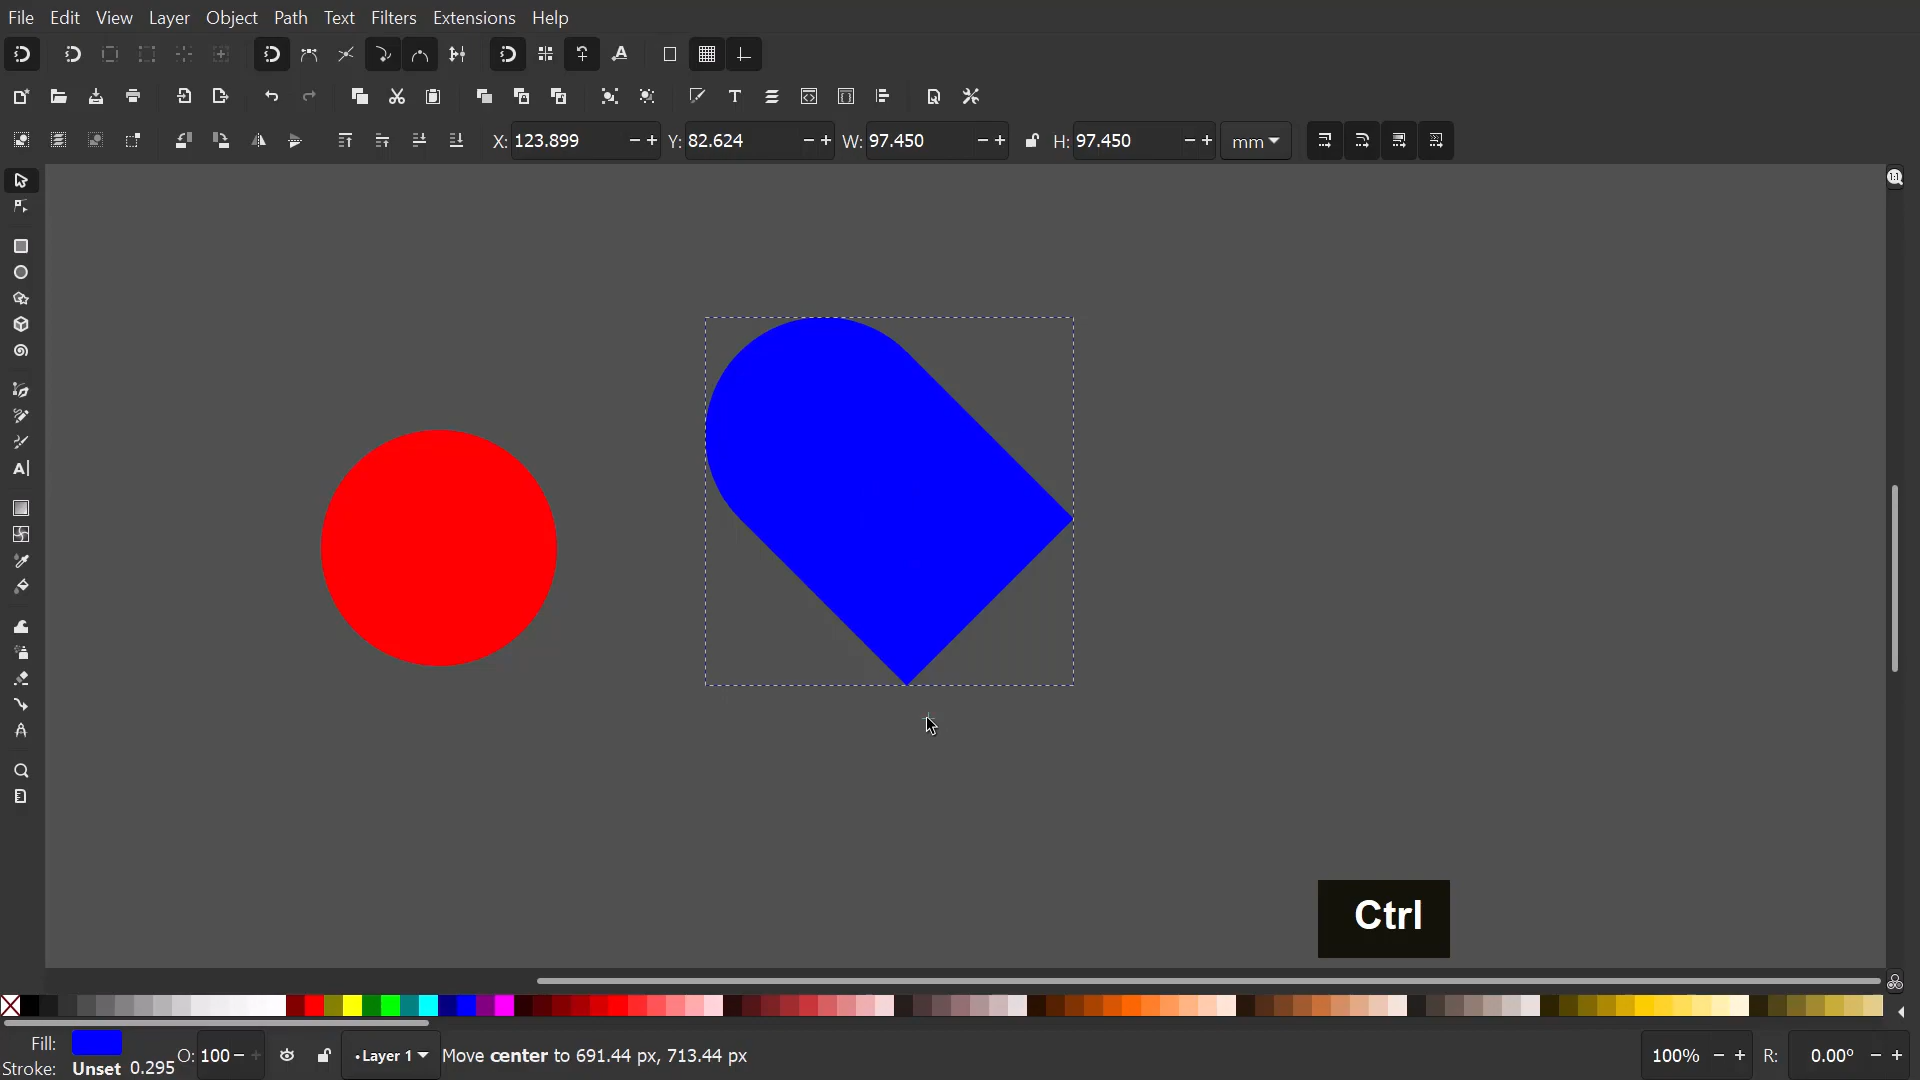 File Edit View Layer Object Path Text Filters Extensions Help
X: 123.899 Y: 82.624 W: 97.450 H: 97.450 mm
Ctrl
Fill: O: 100 Layer 1 Move center to 691.44 px, 713.44 px 100% R: 0.00°
Stroke: Unset 0.295